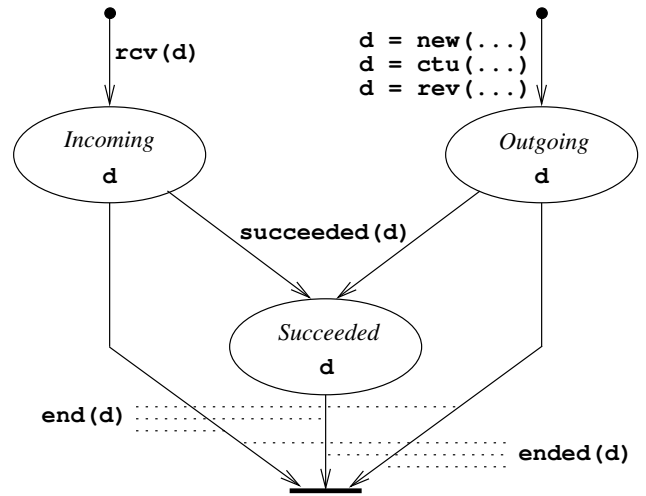 rcv(d)
d = new(...)
d = ctu(...)
d = rev(...)
Incoming
d
Outgoing
d
succeeded(d)
Succeeded
d
end(d)
ended(d)